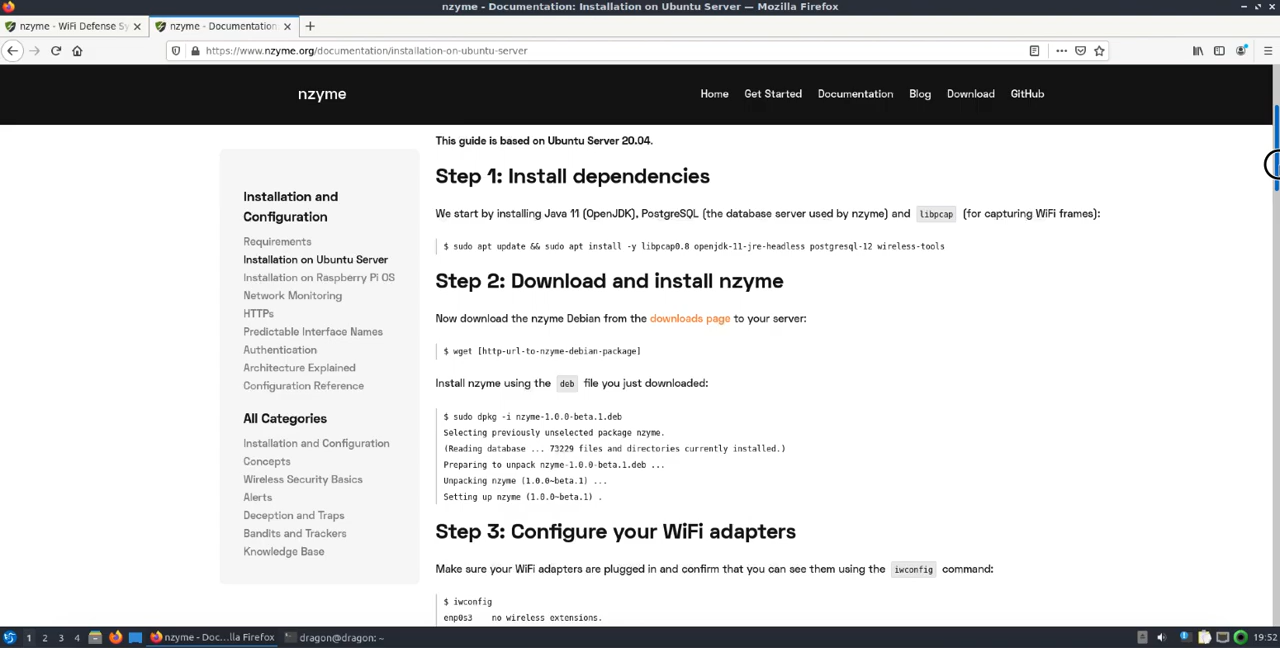 nzyme - Documentation: Installation on Ubuntu Server — Mozilla Firefox
nzyme - WiFi Defense Sy
nzyme - Documentation:
https://www.nzyme.org/documentation/installation-on-ubuntu-server
nzyme
Home
Get Started
Documentation
Blog
Download
GitHub
Installation and
Configuration
Requirements
Installation on Ubuntu Server
Installation on Raspberry Pi OS
Network Monitoring
HTTPs
Predictable Interface Names
Authentication
Architecture Explained
Configuration Reference
All Categories
Installation and Configuration
Concepts
Wireless Security Basics
Alerts
Deception and Traps
Bandits and Trackers
Knowledge Base
This guide is based on Ubuntu Server 20.04.
Step 1: Install dependencies
We start by installing Java 11 (OpenJDK), PostgreSQL (the database server used by nzyme) and libpcap (for capturing WiFi frames):
$ sudo apt update && sudo apt install -y libpcap0.8 openjdk-11-jre-headless postgresql-12 wireless-tools
Step 2: Download and install nzyme
Now download the nzyme Debian from the downloads page to your server:
$ wget [http-url-to-nzyme-debian-package]
Install nzyme using the deb file you just downloaded:
$ sudo dpkg -i nzyme-1.0.0-beta.1.deb
Selecting previously unselected package nzyme.
(Reading database ... 73229 files and directories currently installed.)
Preparing to unpack nzyme-1.0.0-beta.1.deb ...
Unpacking nzyme (1.0.0~beta.1) ...
Setting up nzyme (1.0.0~beta.1) .
Step 3: Configure your WiFi adapters
Make sure your WiFi adapters are plugged in and confirm that you can see them using the iwconfig command:
$ iwconfig
enp0s3 no wireless extensions.
1 2 3 4
nzyme - Doc...lla Firefox
dragon@dragon: ~
19:52